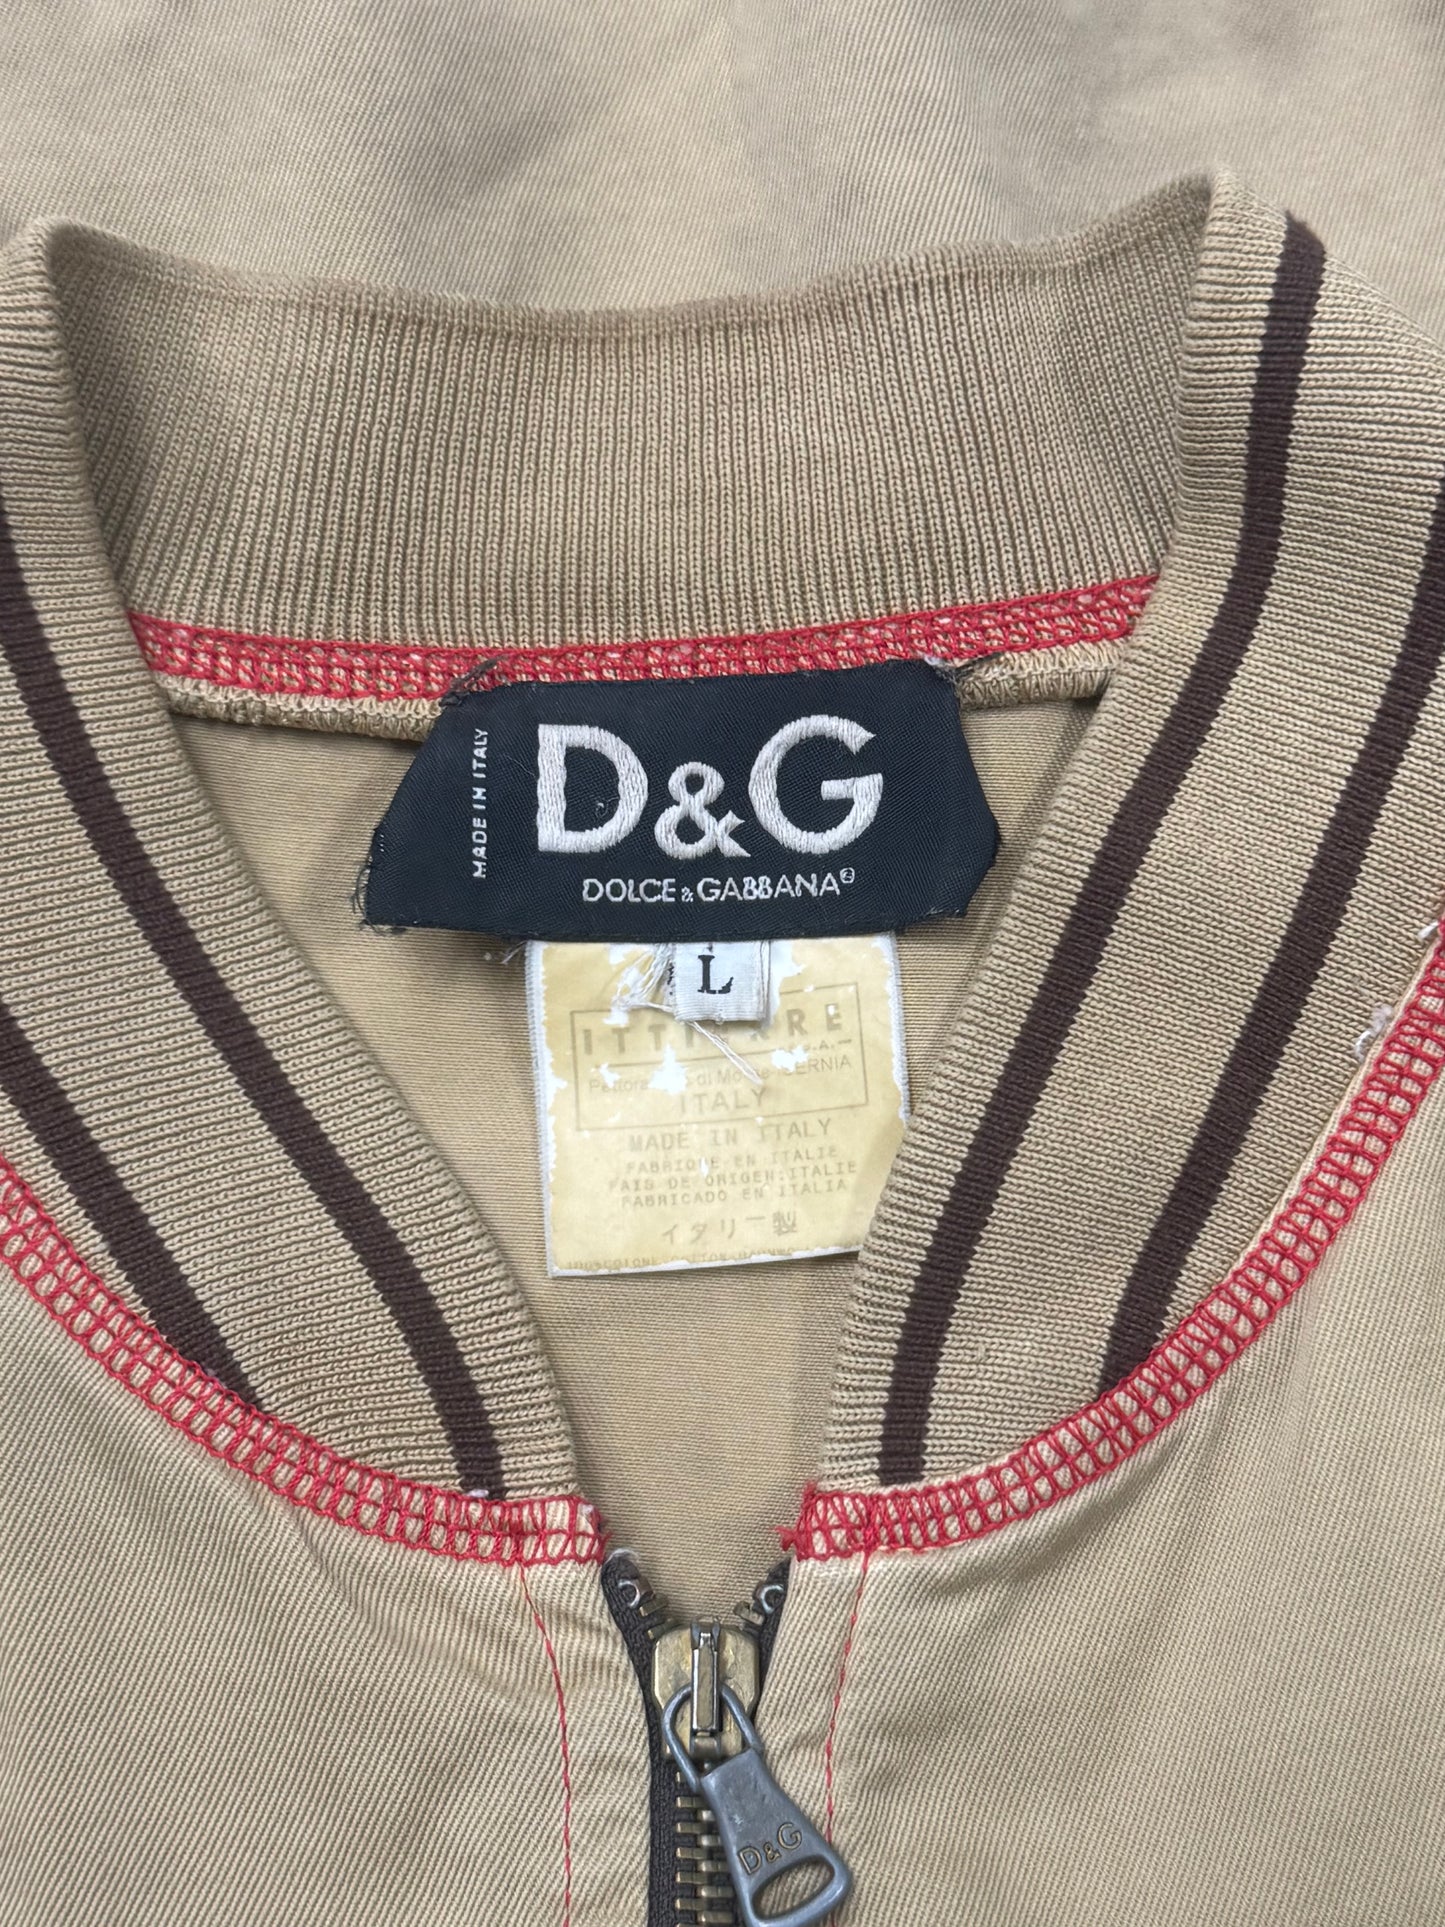 MADE IN ITALY
D&G
DOLCE & GABBANA
L
ITALY
MADE IN ITALY
FABRIQUE EN ITALIE
PAIS DE ORIGEN:ITALIE
FABRICADO EN ITALIA
イタリー製
D&G